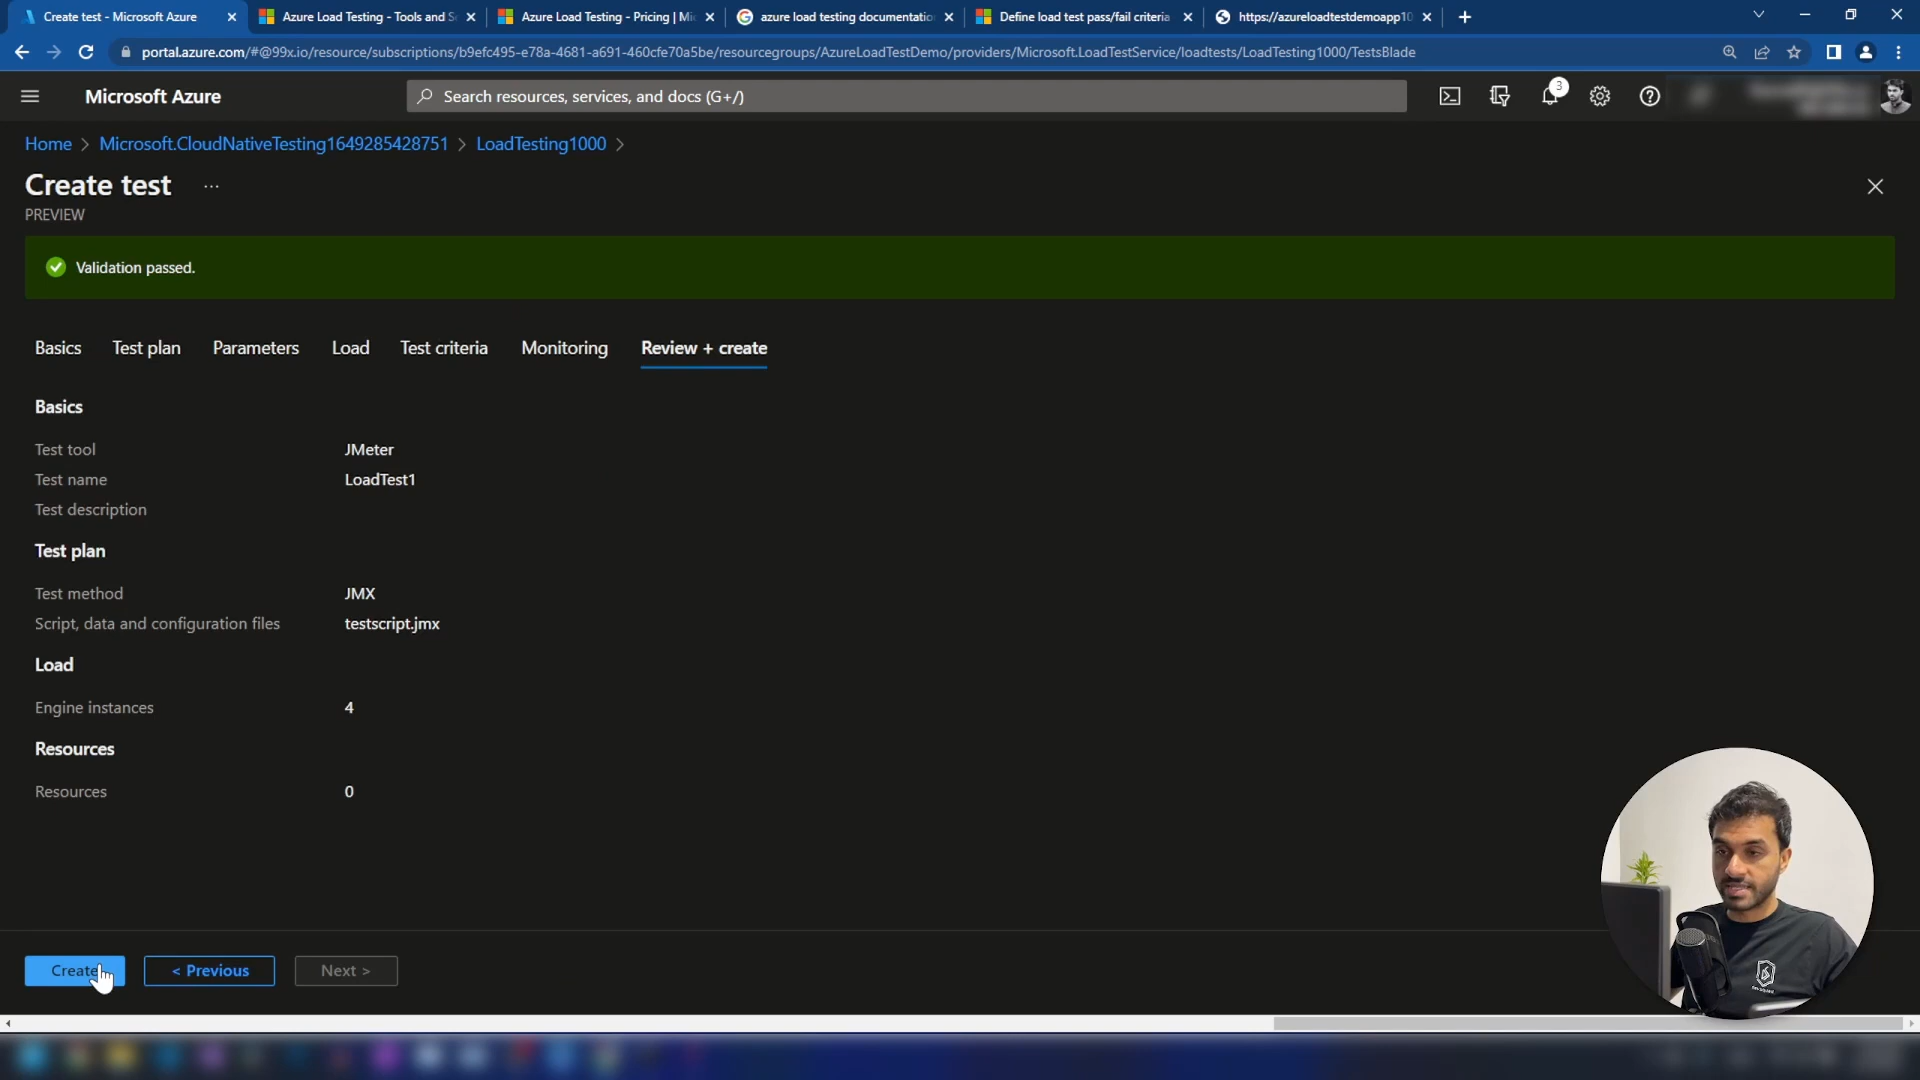 Create test - Microsoft Azure
Azure Load Testing - Tools and S
Azure Load Testing - Pricing | Mi
azure load testing documentatio
Define load test pass/fail criteria
https://azureloadtestdemoapp10
portal.azure.com/#@99x.io/resource/subscriptions/b9efc495-e78a-4681-a691-460cfe70a5be/resourcegroups/AzureLoadTestDemo/providers/Microsoft.LoadTestService/loadtests/LoadTesting1000/TestsBlade
Microsoft Azure
Search resources, services, and docs (G+/)
3
Home > Microsoft.CloudNativeTesting1649285428751 > LoadTesting1000 >
Create test ...
PREVIEW
Validation passed.
Basics Test plan Parameters Load Test criteria Monitoring Review + create
Basics
Test tool JMeter
Test name LoadTest1
Test description
Test plan
Test method JMX
Script, data and configuration files testscript.jmx
Load
Engine instances 4
Resources
Resources 0
Create < Previous Next >